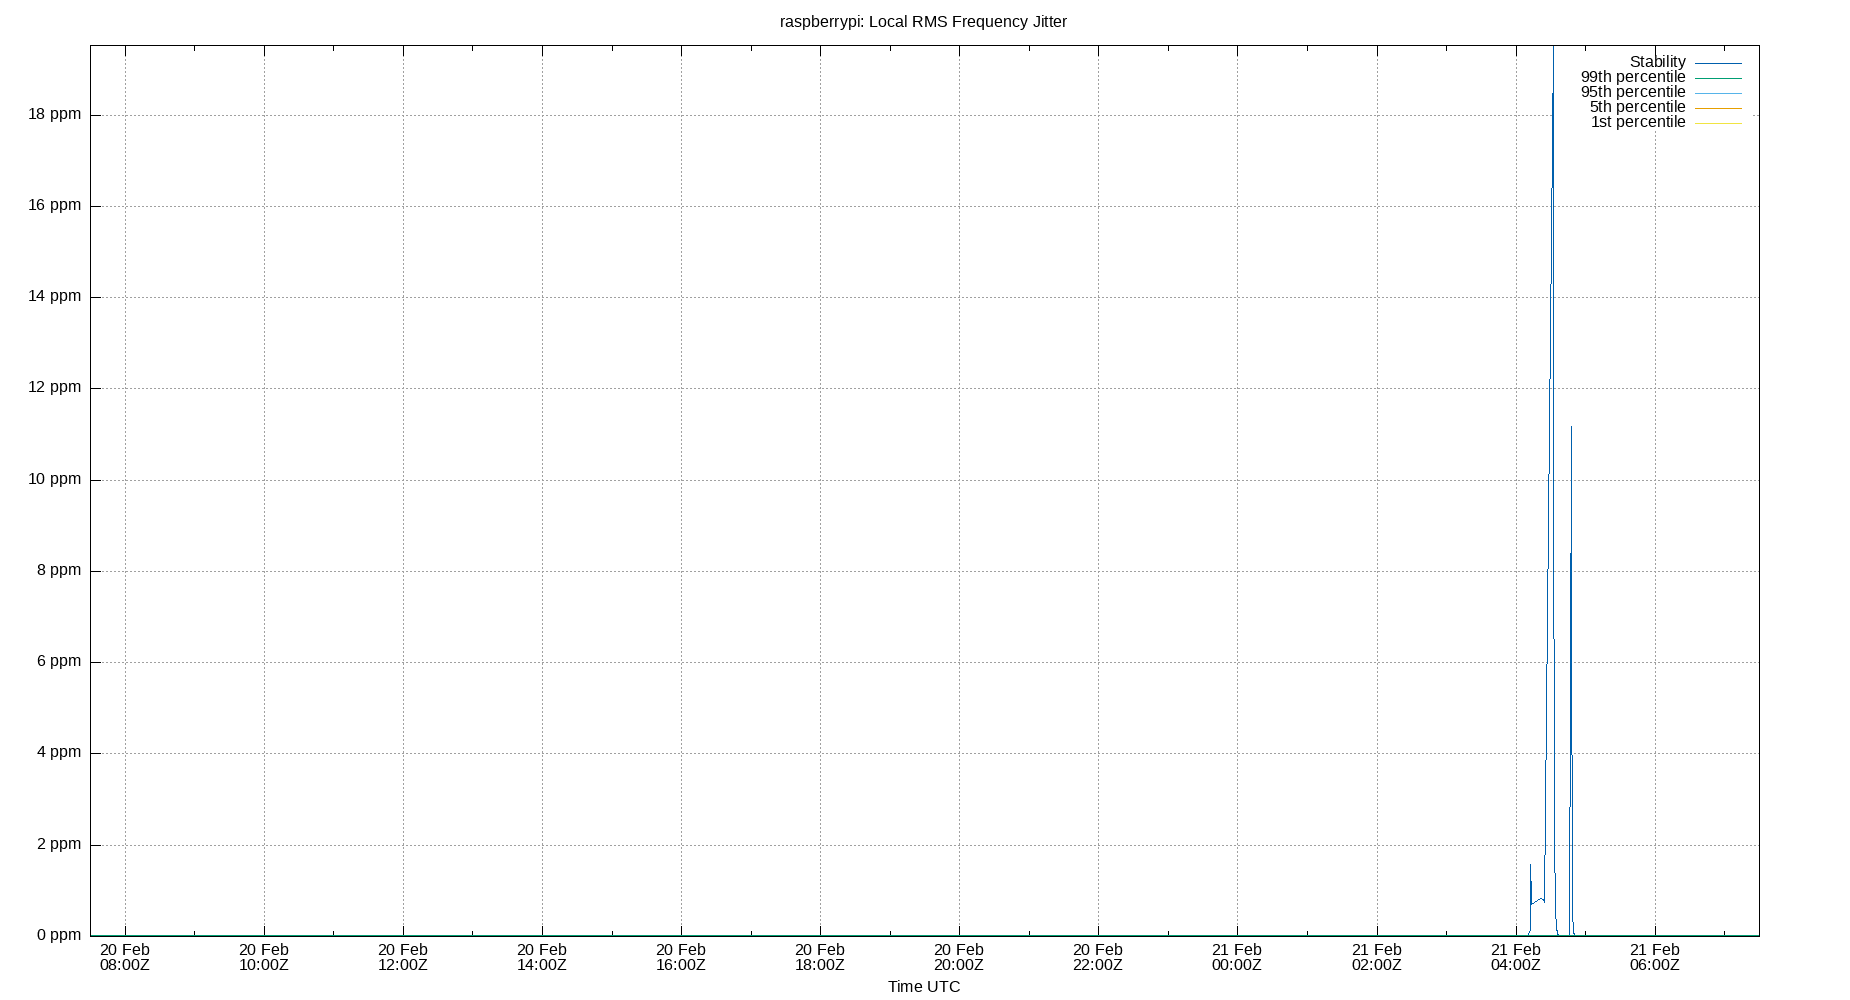 raspberrypi: Local RMS Frequency Jitter
Stability
99th percentile
95th percentile
5th percentile
1st percentile
18 ppm
16 ppm
14 ppm
12 ppm
10 ppm
8 ppm
6 ppm
4 ppm
2 ppm
0 ppm
20 Feb 20 Feb 20 Feb 20 Feb 20 Feb 20 Feb 20 Feb 20 Feb 21 Feb 21 Feb 21 Feb 21 Feb
08:00Z 10:00Z 12:00Z 14:00Z 16:00Z 18:00Z 20:00Z 22:00Z 00:00Z 02:00Z 04:00Z 06:00Z
Time UTC